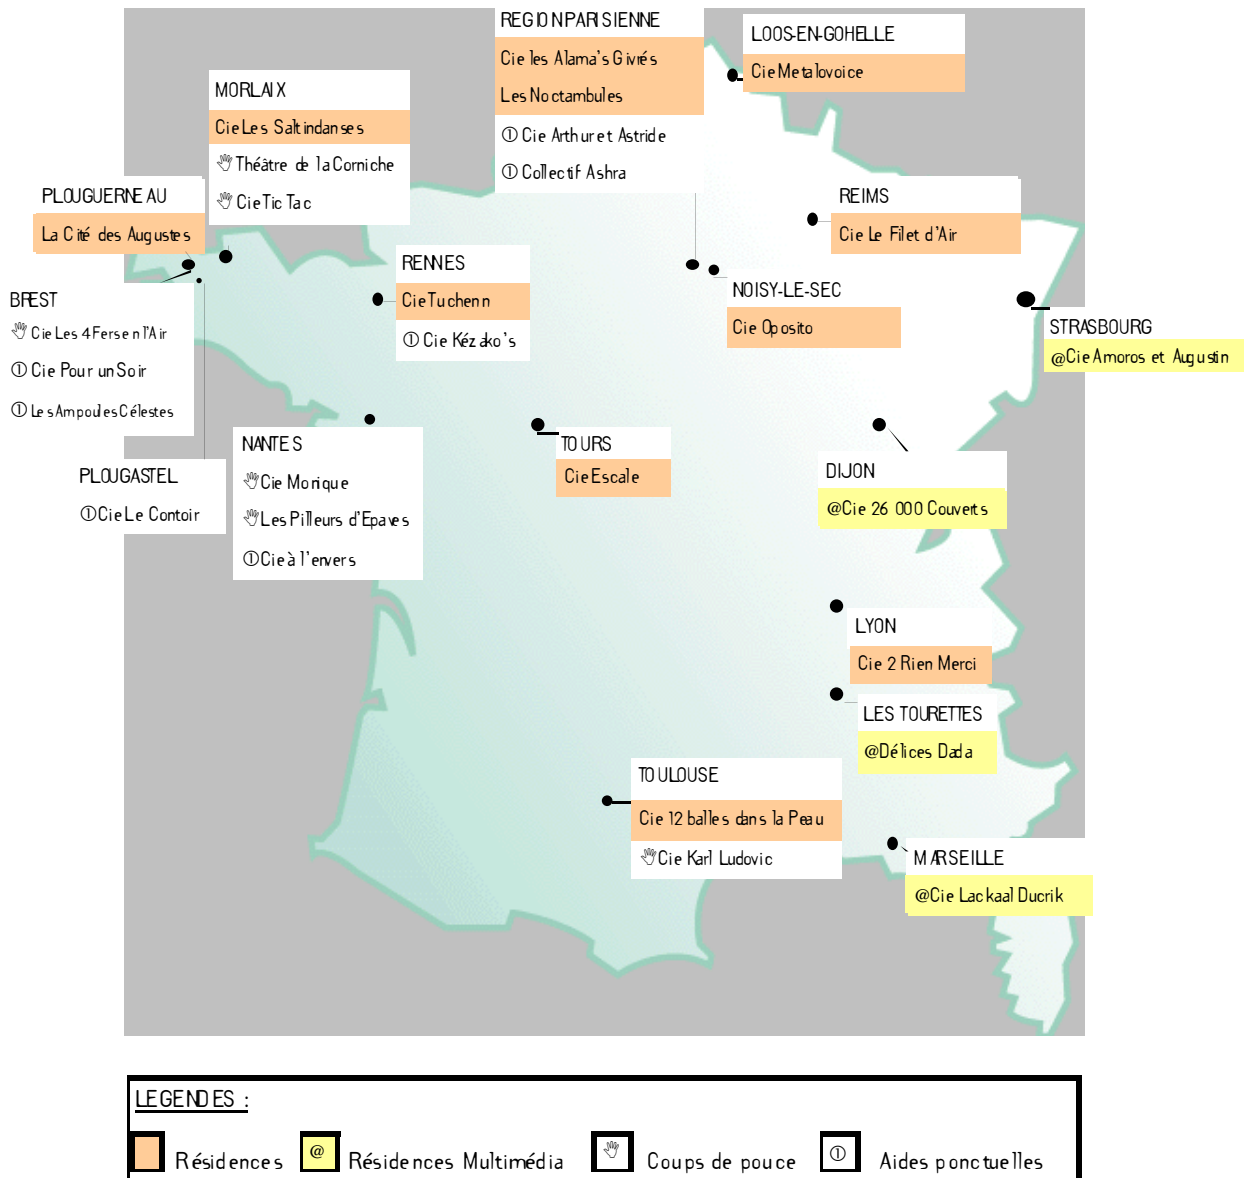 REGION PARISIENNE
Cie les Alama's Givrés
Les Noctambules
① Cie Arthur et Astride
① Collectif Ashra
LOOS-EN-GOHELLE
Cie Metalovoice
MORLAIX
Cie Les Saltindanses
Théâtre de la Corniche
Cie Tic Tac
PLOUGUERNEAU
La Cité des Augustes
REIMS
Cie Le Filet d'Air
RENNES
Cie Tuchenn
① Cie Kézako's
NOISY-LE-SEC
Cie Oposito
BREST
Cie Les 4 Fers en l'Air
① Cie Pour un Soir
① Les Ampoules Célestes
STRASBOURG
@Cie Amoros et Augustin
PLOUGASTEL
①Cie Le Contoir
NANTES
Cie Monique
Les Pilleurs d'Epaves
①Cie à l'envers
TOURS
Cie Escale
DIJON
@Cie 26 000 Couverts
LYON
Cie 2 Rien Merci
LES TOURETTES
@Délices Dada
TOULOUSE
Cie 12 balles dans la Peau
Cie Karl Ludovic
MARSEILLE
@Cie Lackaal Ducrik
LEGENDES :
Résidences @ Résidences Multimédia Coups de pouce ① Aides ponctuelles